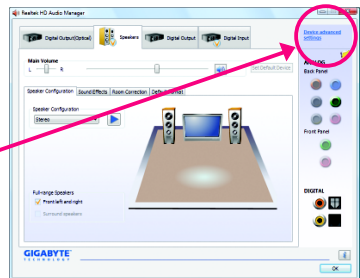 Realtek HD Audio Manager
Device advanced settings
Digital Output(Optical)
Speakers
Digital Output
Digital Input
Main Volume
L
R
Set Default Device
ANALOG
Back Panel
Speaker Configuration
Sound Effects
Room Correction
Default Format
Speaker Configuration
Stereo
Front Panel
Full-range Speakers
Front left and right
Surround speakers
DIGITAL
GIGABYTE
TECHNOLOGY
OK